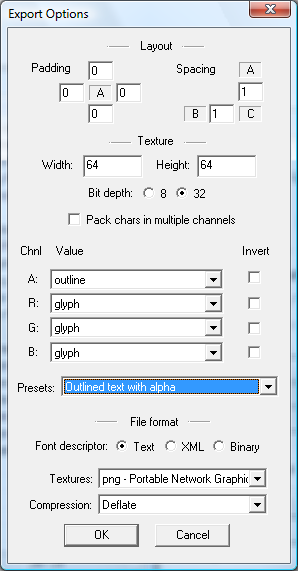 Export Options
Layout
Padding 0 Spacing A
0 A 0 1
0 B 1 C
Texture
Width: 64 Height: 64
Bit depth: 8 32
Pack chars in multiple channels
Chnl Value Invert
A: outline
R: glyph
G: glyph
B: glyph
Presets: Outlined text with alpha
File format
Font descriptor: Text XML Binary
Textures: png - Portable Network Graphic
Compression: Deflate
OK Cancel